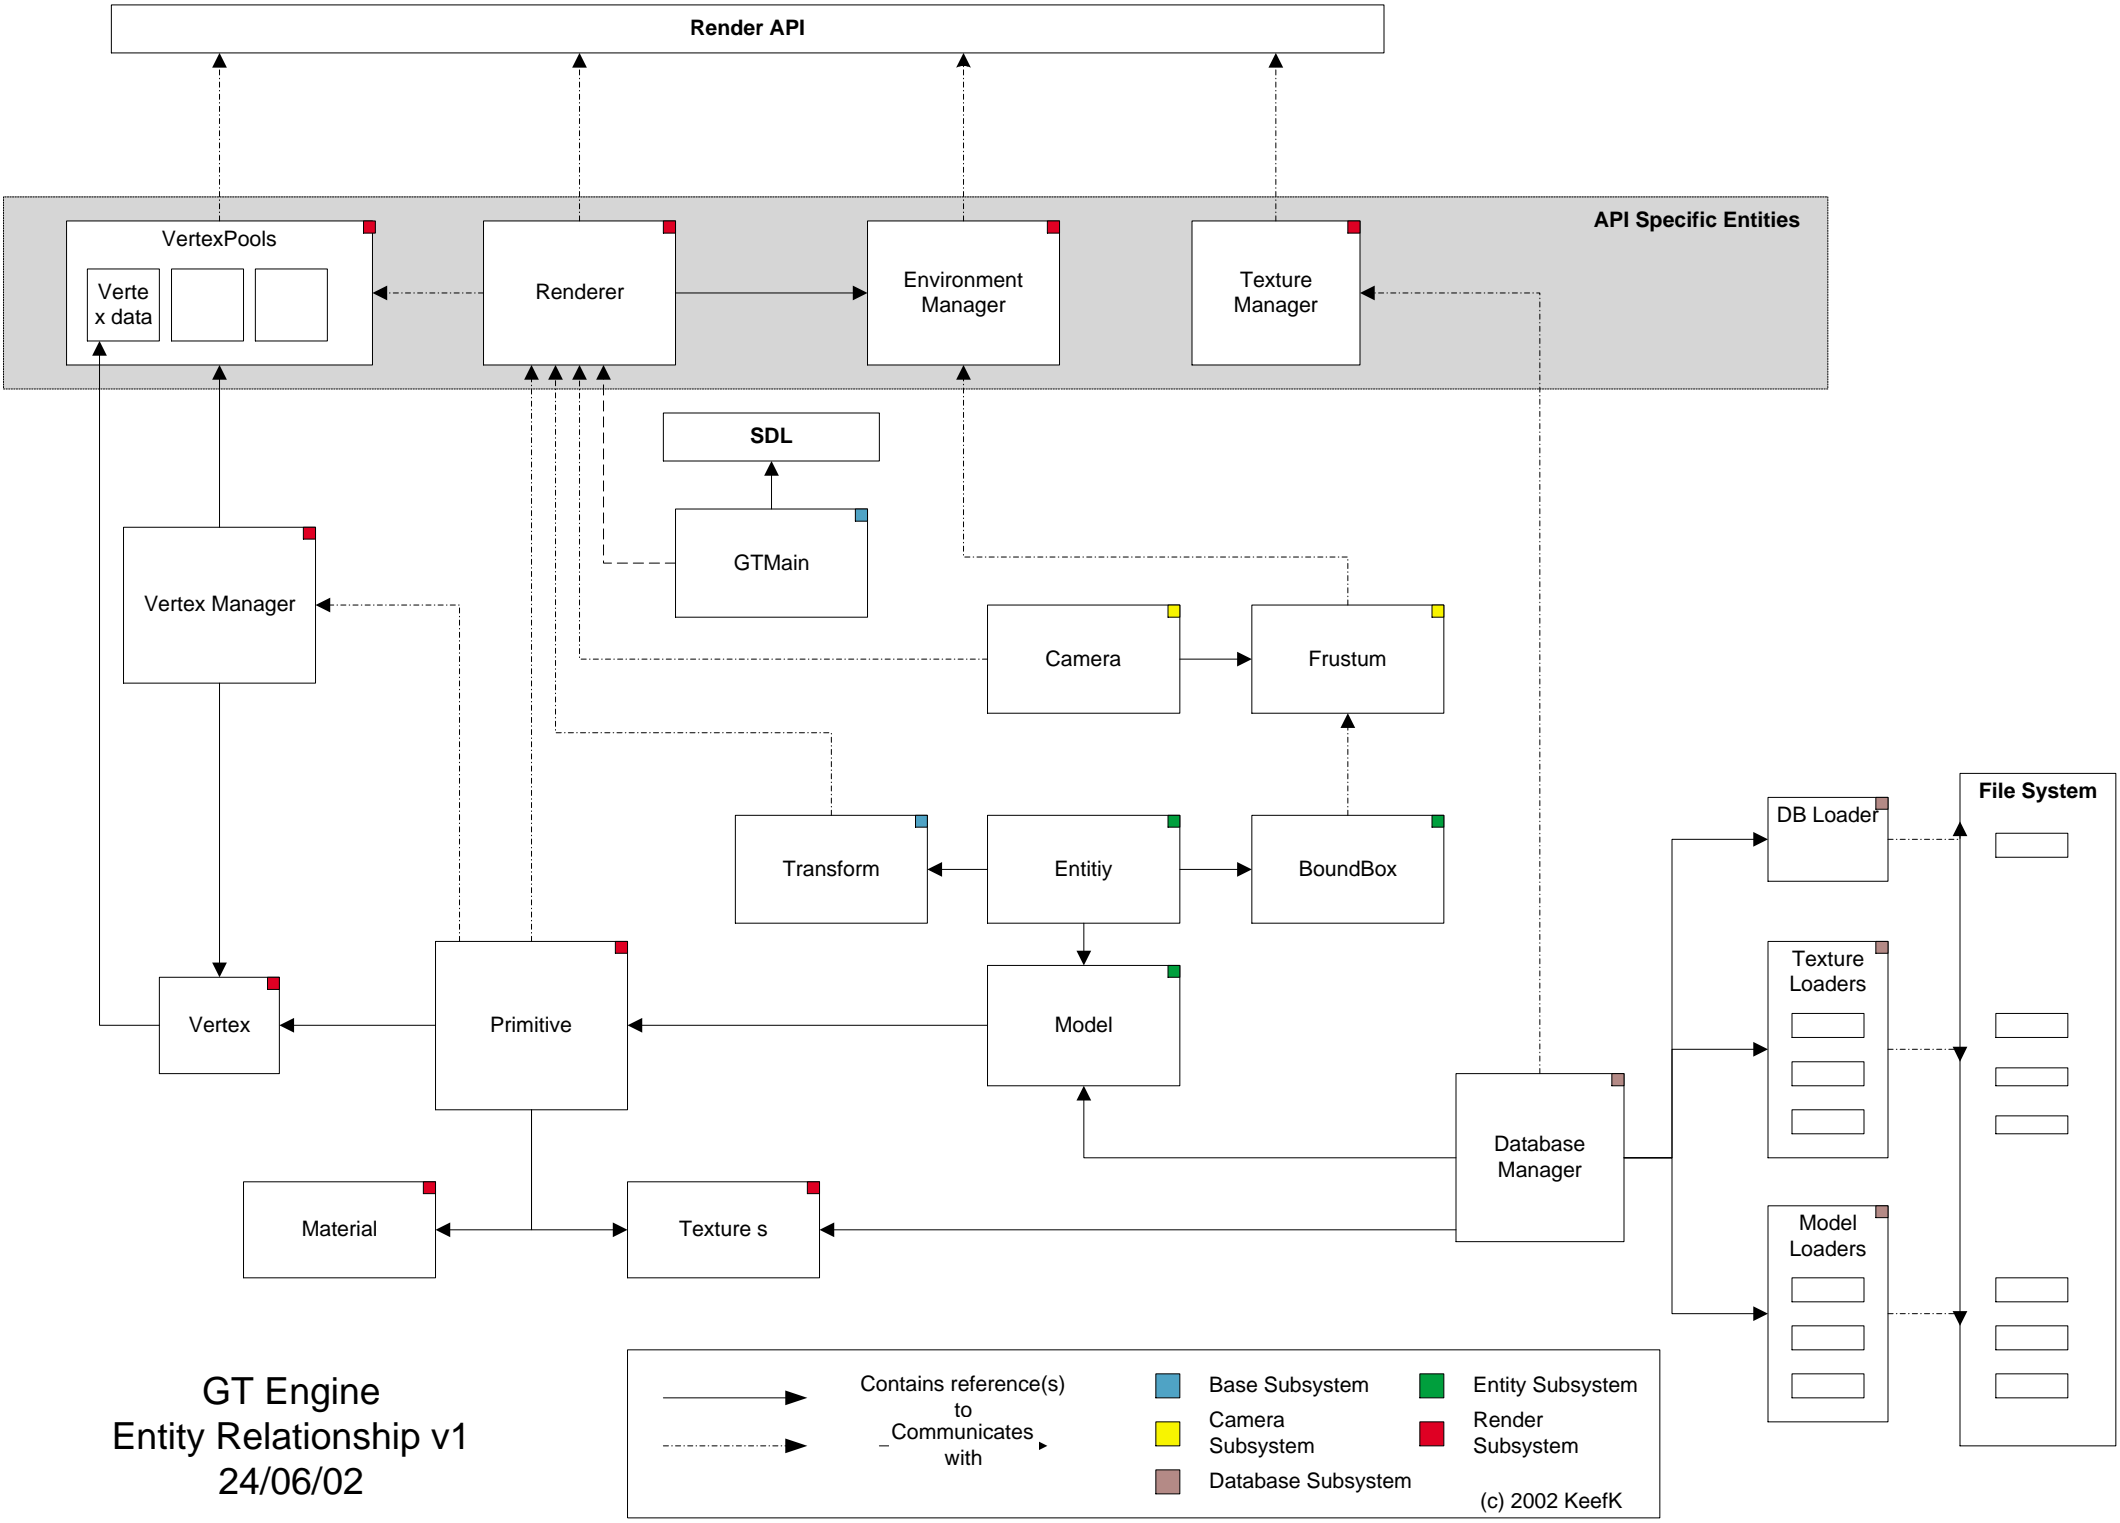 Render API
API Specific Entities
VertexPools
Verte
x data
Renderer
Environment
Manager
Texture
Manager
SDL
GTMain
Vertex Manager
Camera
Frustum
File System
DB Loader
Transform
Entitiy
BoundBox
Texture
Loaders
Vertex
Primitive
Model
Database
Manager
Material
Texture s
Model
Loaders
GT Engine
Entity Relationship v1
24/06/02
Contains reference(s)
to
Communicates
with
Base Subsystem
Camera
Subsystem
Database Subsystem
Entity Subsystem
Render
Subsystem
(c) 2002 KeefK